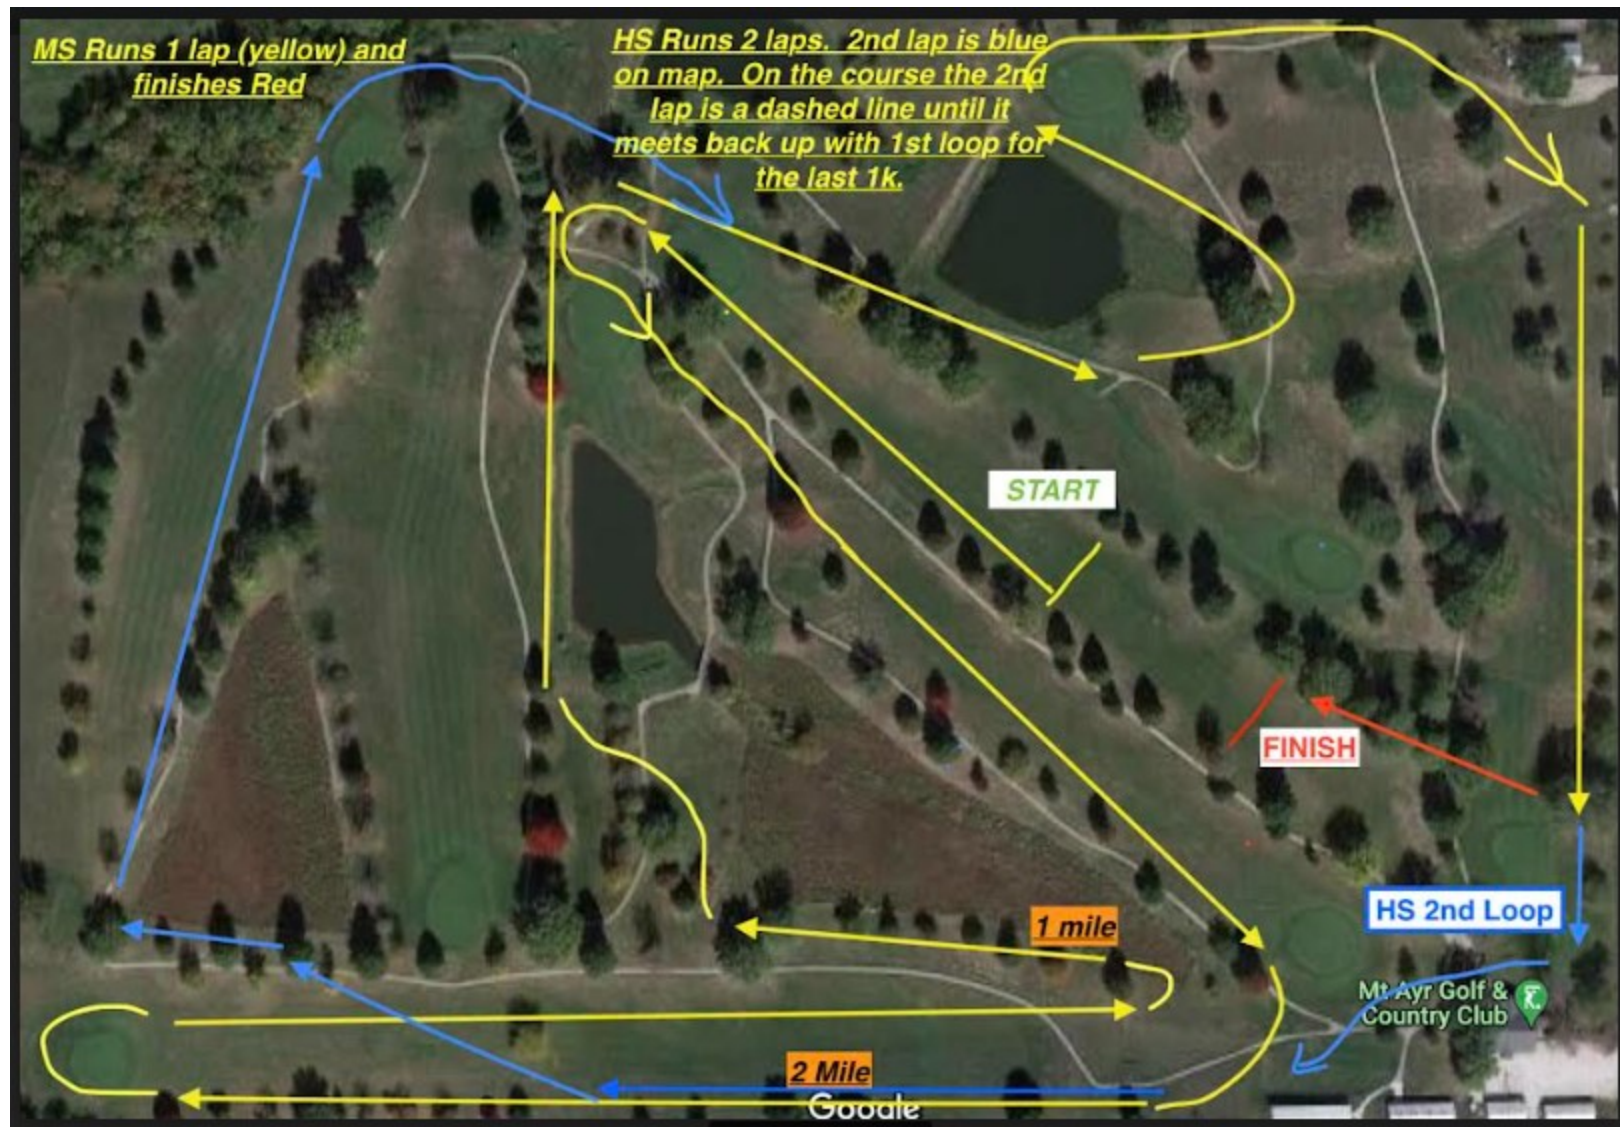 MS Runs 1 lap (yellow) and
finishes Red
HS Runs 2 laps. 2nd lap is blue
on map. On the course the 2nd
lap is a dashed line until it
meets back up with 1st loop for
the last 1k.
START
FINISH
HS 2nd Loop
1 mile
Mt Ayr Golf &
Country Club
2 Mile
Google